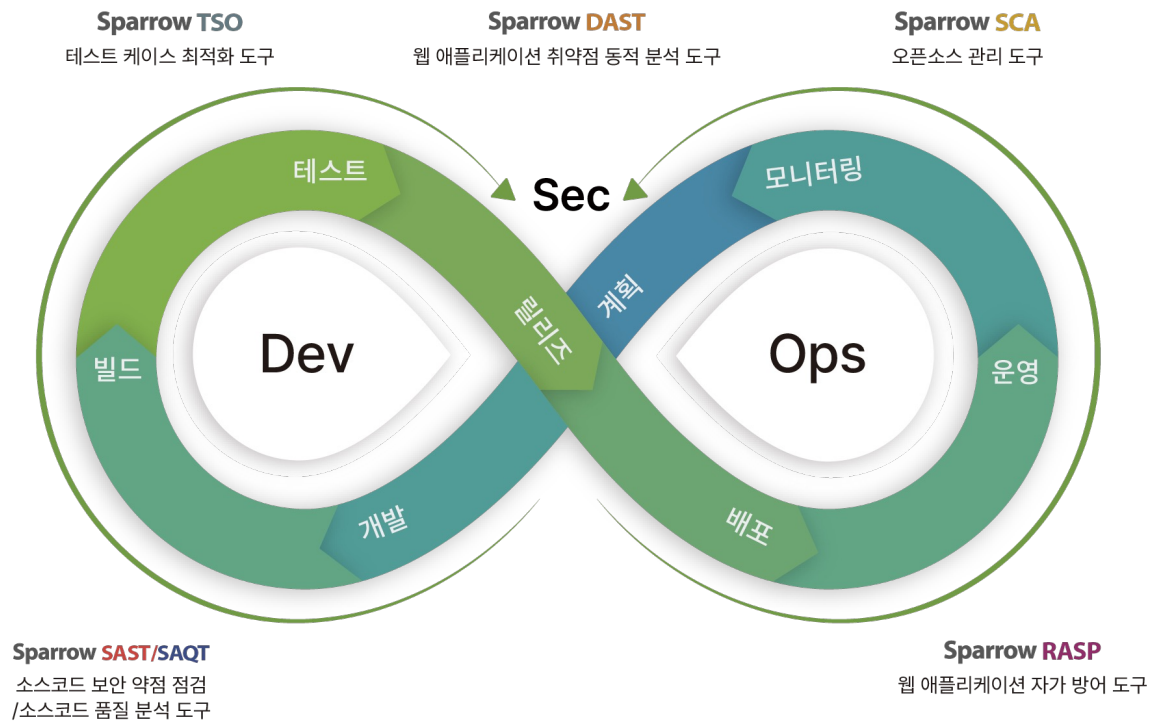 Sparrow TSO
테스트 케이스 최적화 도구
Sparrow DAST
웹 애플리케이션 취약점 동적 분석 도구
Sparrow SCA
오픈소스 관리 도구
테스트
Sec
모니터링
계획
릴리즈
Dev
Ops
빌드
운영
개발
배포
Sparrow SAST/SAQT
소스코드 보안 약점 점검
/소스코드 품질 분석 도구
Sparrow RASP
웹 애플리케이션 자가 방어 도구